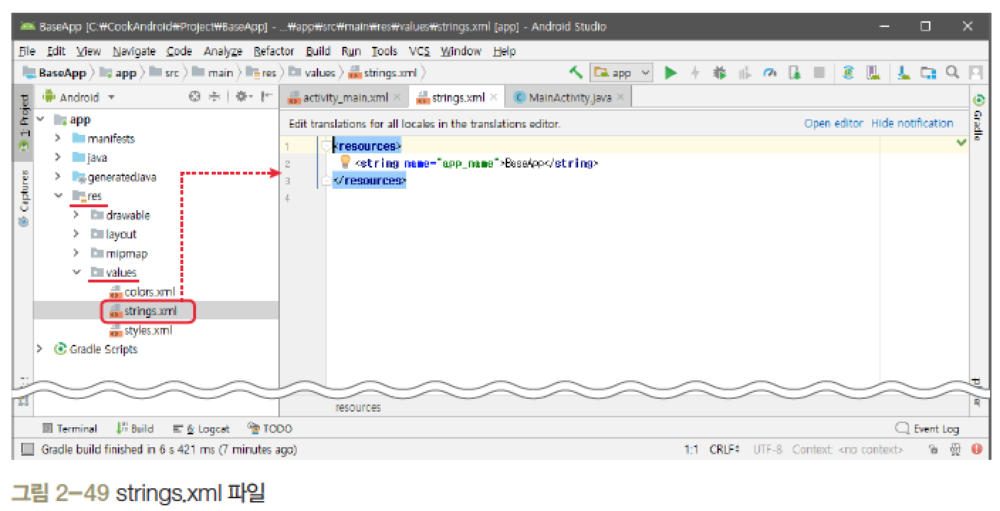 BaseApp [C:₩CookAndroid₩Project₩BaseApp] - ...₩app₩src₩main₩res₩values₩strings.xml [app] - Android Studio
File Edit View Navigate Code Analyze Refactor Build Run Tools VCS Window Help
BaseApp app src main res values strings.xml app
1: Project
Captures
Android
app
manifests
java
generatedJava
res
drawable
layout
mipmap
values
colors.xml
strings.xml
styles.xml
Gradle Scripts
activity_main.xml strings.xml MainActivity.java
Edit translations for all locales in the translations editor. Open editor Hide notification
1 <resources>
2 <string name="app_name">BaseApp</string>
3 </resources>
4
Gradle
resources
Terminal Build 6: Logcat TODO Event Log
Gradle build finished in 6 s 421 ms (7 minutes ago) 1:1 CRLF UTF-8 Context: <no context>
그림 2-49 strings.xml 파일